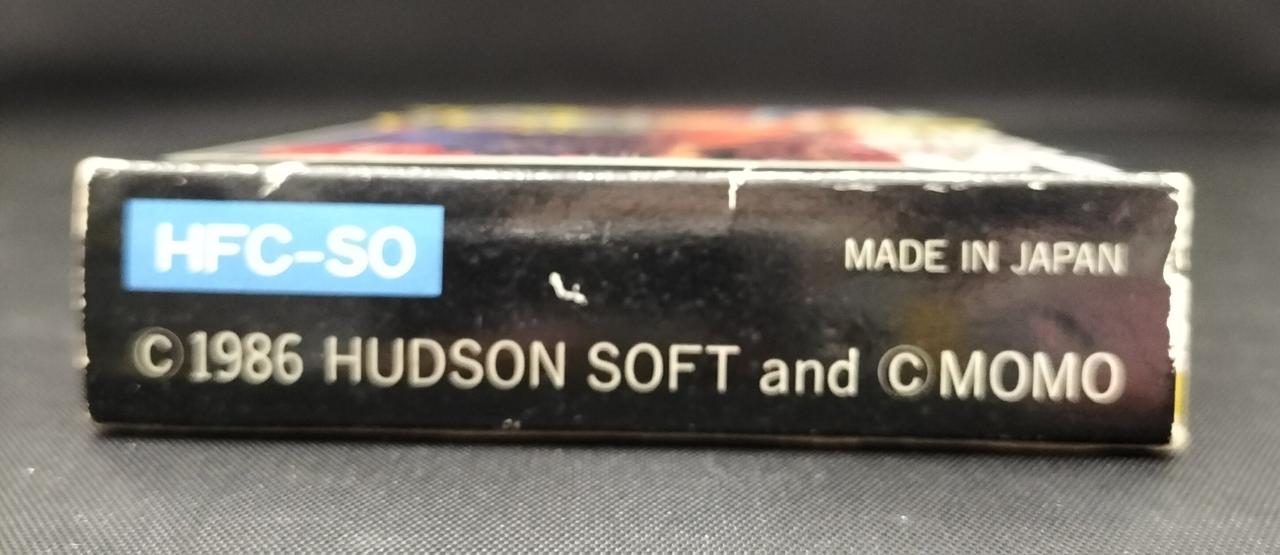 HFC-SO
MADE IN JAPAN
©1986 HUDSON SOFT and ©MOMO